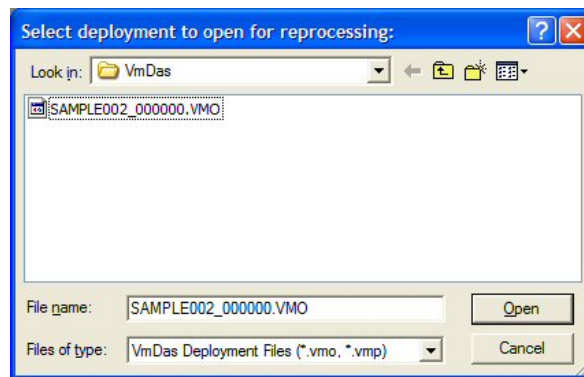 Select deployment to open for reprocessing:
Look in: VmDas
SAMPLE002_000000.VMO
File name: SAMPLE002_000000.VMO Open
Files of type: VmDas Deployment Files (*.vmo, *.vmp) Cancel